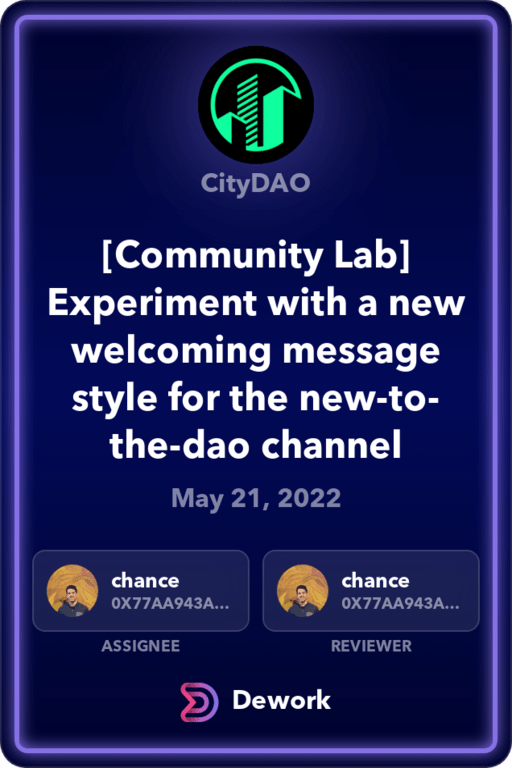 CityDAO
[Community Lab]
Experiment with a new
welcoming message
style for the new-to-
the-dao channel
May 21, 2022
chance
0X77AA943A...
ASSIGNEE
chance
0X77AA943A...
REVIEWER
Dework